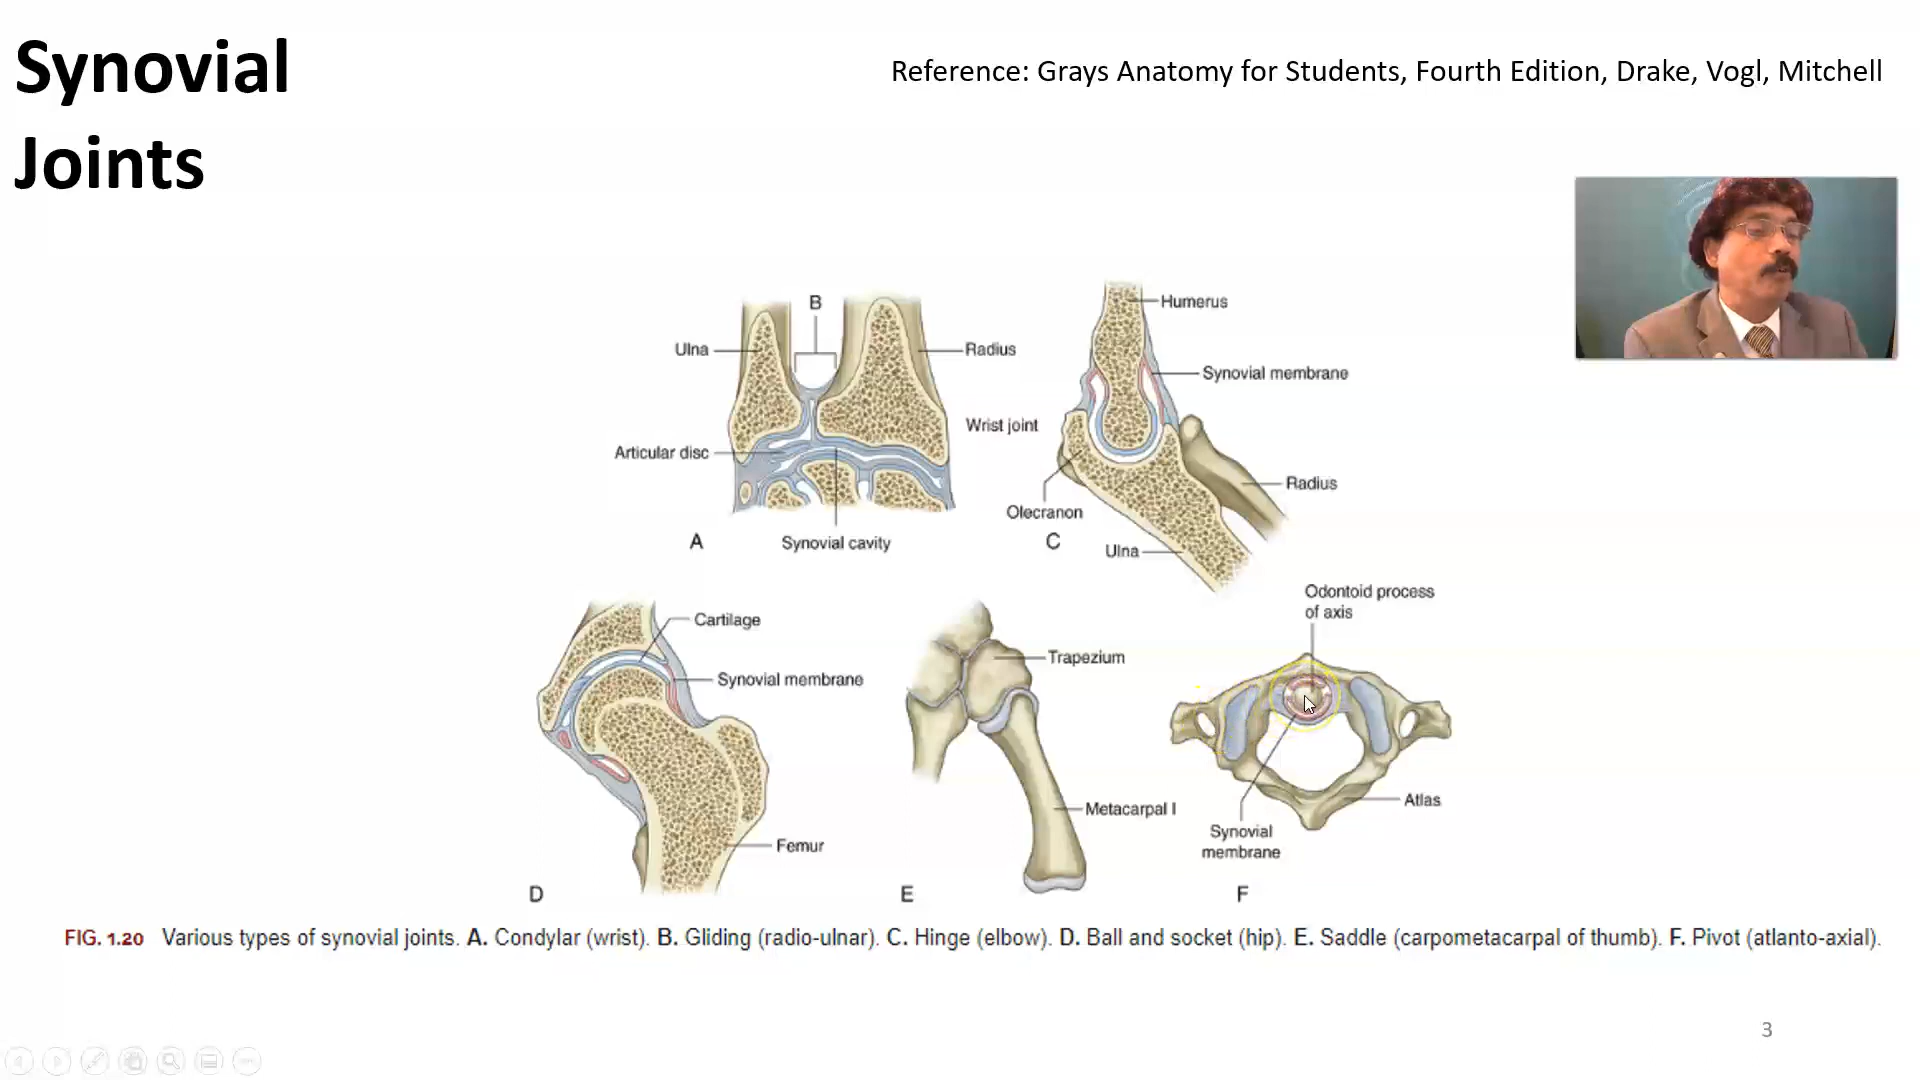 Synovial
Joints
Reference: Grays Anatomy for Students, Fourth Edition, Drake, Vogl, Mitchell
B
Ulna
Radius
Wrist joint
Articular disc
Synovial cavity
A
Humerus
Synovial membrane
Radius
Olecranon
Ulna
C
Cartilage
Synovial membrane
Femur
D
Trapezium
Metacarpal I
E
Odontoid process
of axis
Atlas
Synovial
membrane
F
FIG. 1.20 Various types of synovial joints. A. Condylar (wrist). B. Gliding (radio-ulnar). C. Hinge (elbow). D. Ball and socket (hip). E. Saddle (carpometacarpal of thumb). F. Pivot (atlanto-axial).
3